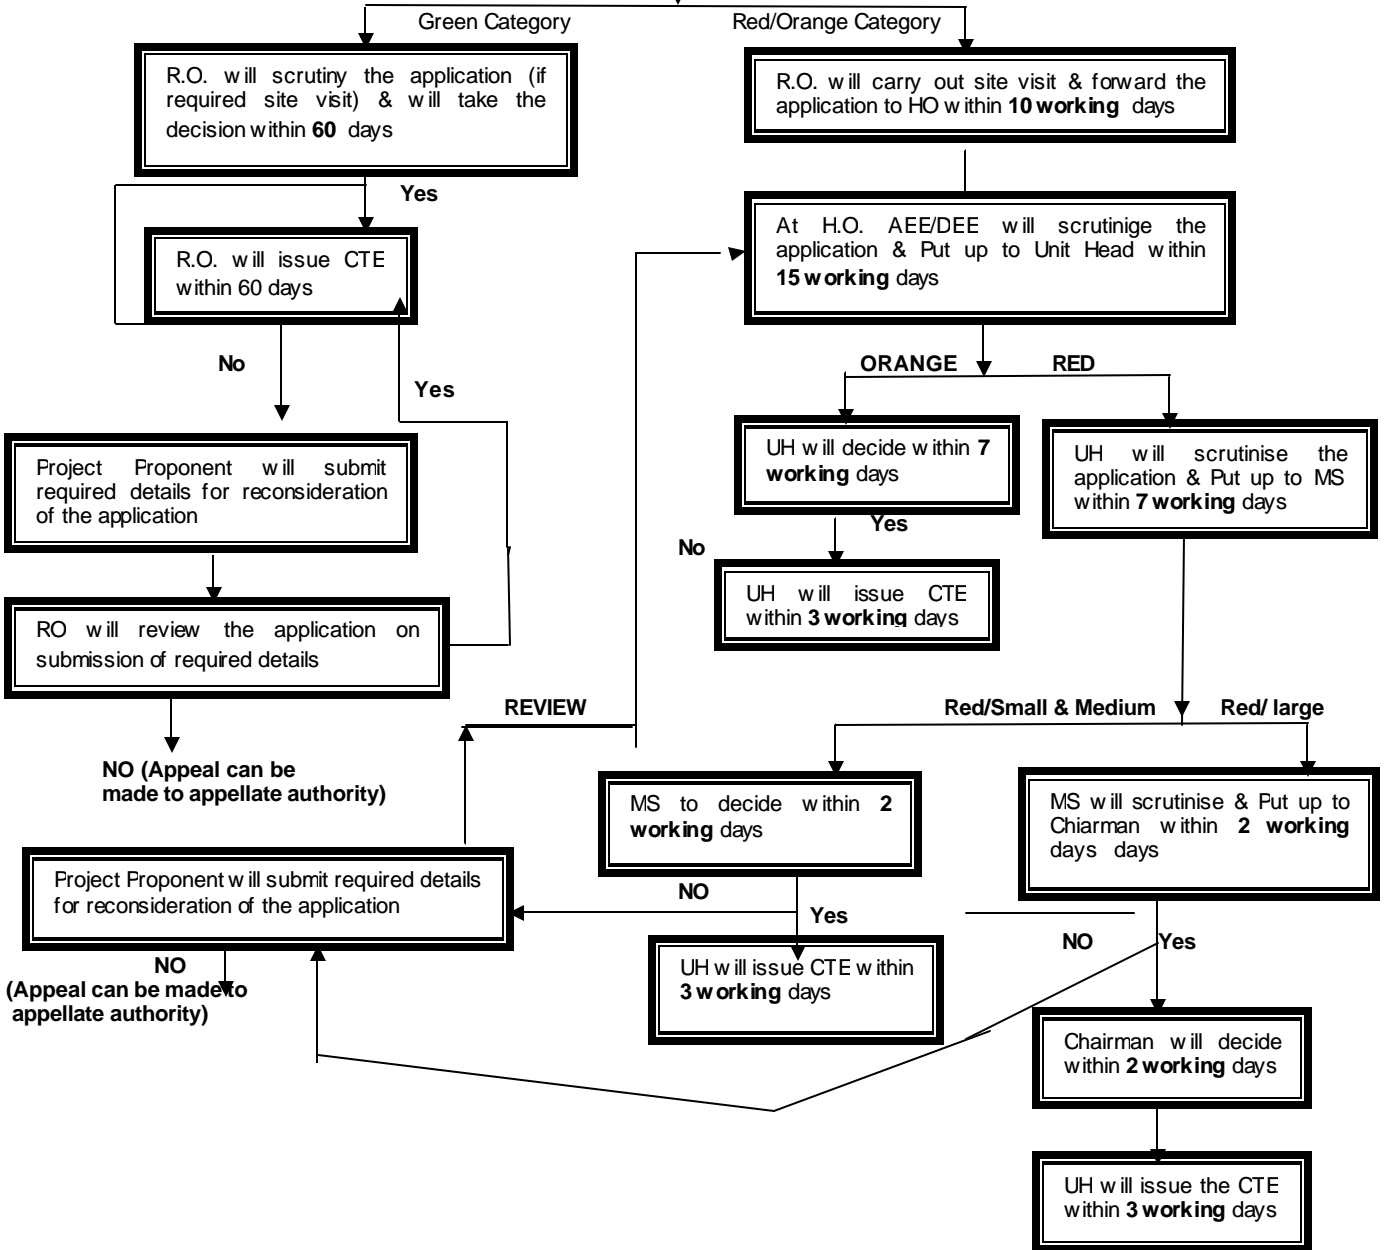 Green Category
Red/Orange Category
R.O. will scrutiny the application (if
required site visit) & will take the
decision within 60 days
R.O. will carry out site visit & forward the
application to HO within 10 working days
Yes
At H.O. AEE/DEE will scrutinige the
application & Put up to Unit Head within
15 working days
R.O. will issue CTE
within 60 days
No
Yes
ORANGE
RED
Project Proponent will submit
required details for reconsideration
of the application
UH will decide within 7
working days
UH will scrutinise the
application & Put up to MS
within 7 working days
Yes
No
UH will issue CTE
within 3 working days
RO will review the application on
submission of required details
REVIEW
Red/Small & Medium
Red/ large
NO (Appeal can be
made to appellate authority)
MS to decide within 2
working days
MS will scrutinise & Put up to
Chiarman within 2 working
days days
Project Proponent will submit required details
for reconsideration of the application
NO
Yes
NO
Yes
UH will issue CTE within
3 working days
NO
(Appeal can be made to
appellate authority)
Chairman will decide
within 2 working days
UH will issue the CTE
within 3 working days